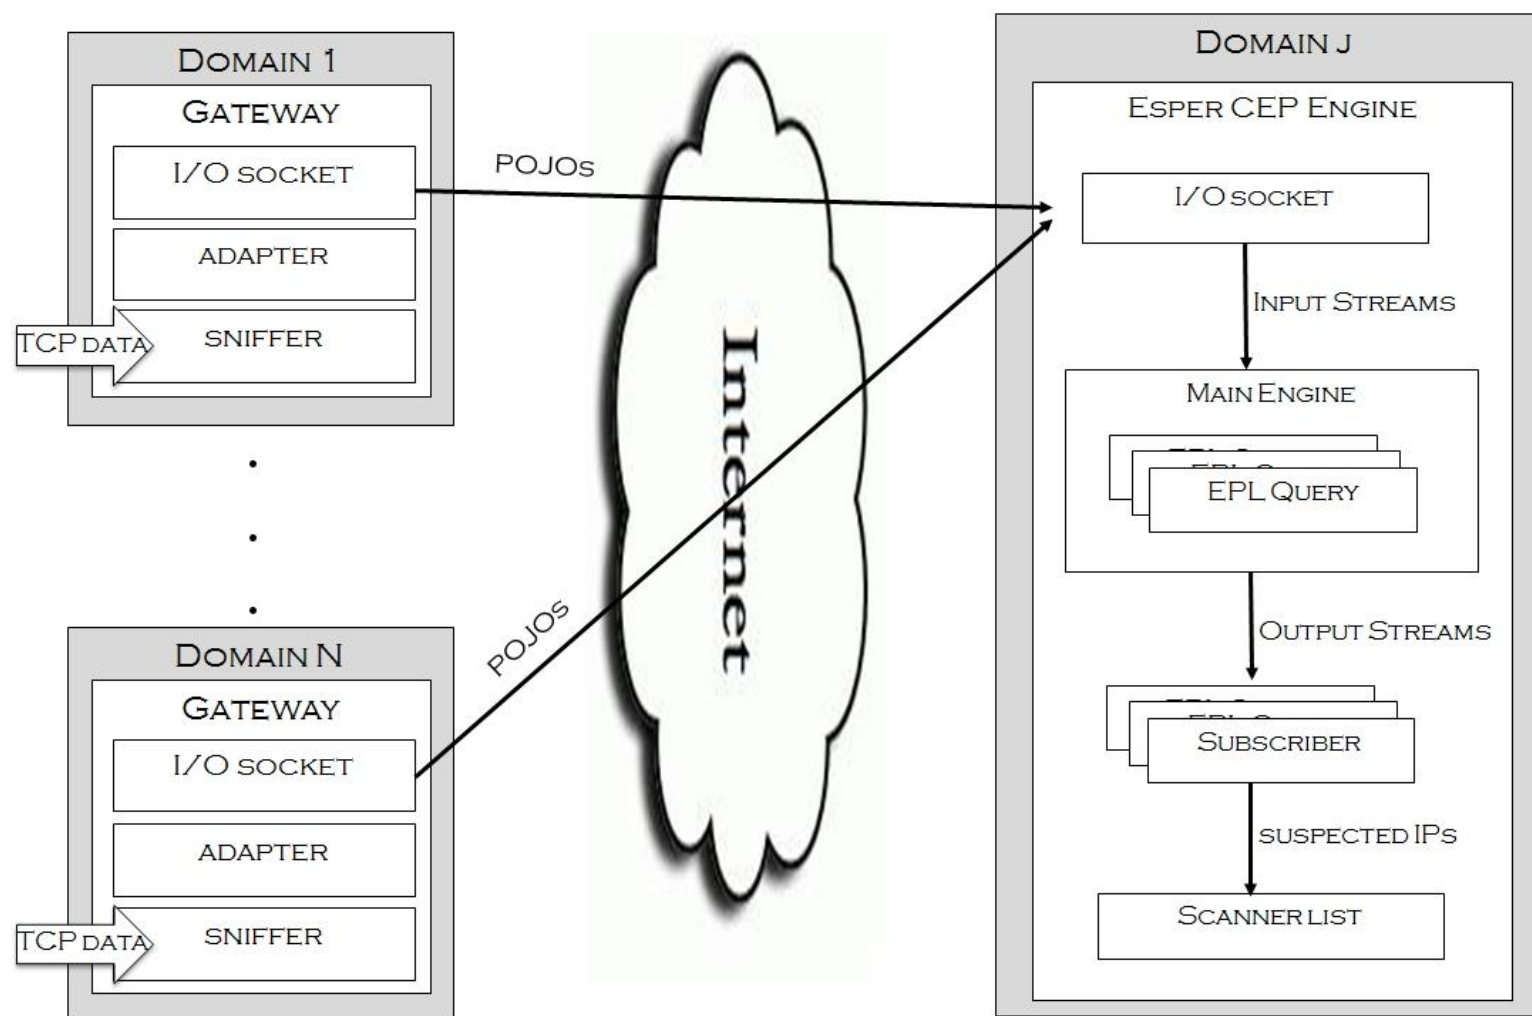 DOMAIN 1
GATEWAY
I/O SOCKET
ADAPTER
SNIFFER
TCP DATA
DOMAIN N
GATEWAY
I/O SOCKET
ADAPTER
SNIFFER
TCP DATA
POJOS
POJOS
Internet
DOMAIN J
ESPER CEP ENGINE
I/O SOCKET
INPUT STREAMS
MAIN ENGINE
EPL QUERY
OUTPUT STREAMS
SUBSCRIBER
SUSPECTED IPS
SCANNER LIST